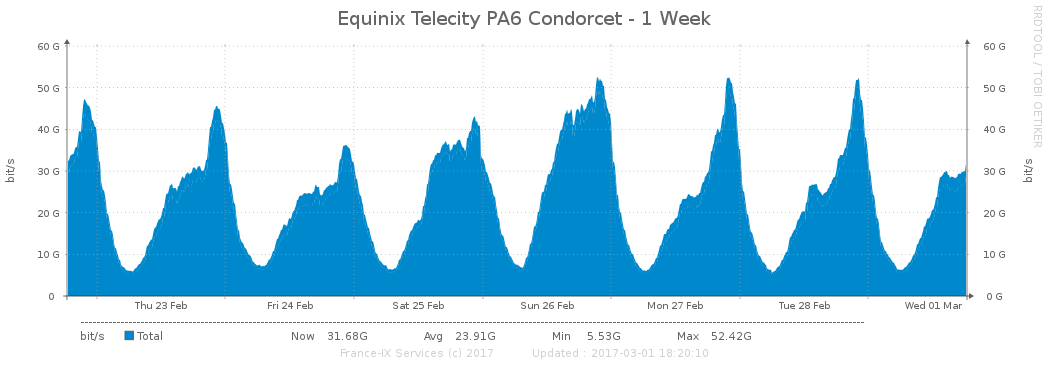 Equinix Telecity PA6 Condorcet - 1 Week
RRDTOOL / TOBI OETIKER
bit/s
60 G 60 G
50 G 50 G
40 G 40 G
30 G 30 G
20 G 20 G
10 G 10 G
0 0 G
bit/s
Thu 23 Feb Fri 24 Feb Sat 25 Feb Sun 26 Feb Mon 27 Feb Tue 28 Feb Wed 01 Mar
bit/s Total Now 31.68G Avg 23.91G Min 5.53G Max 52.42G
France-IX Services (c) 2017 Updated : 2017-03-01 18:20:10